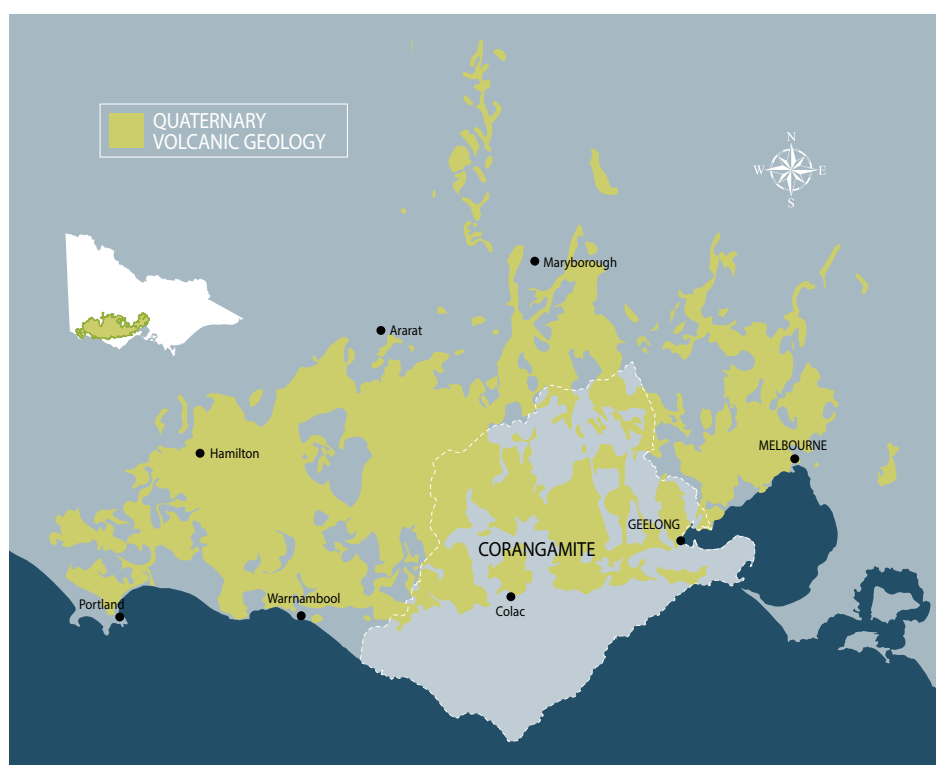 QUATERNARY
VOLCANIC GEOLOGY
N
W
E
S
Maryborough
Ararat
Hamilton
MELBOURNE
GEELONG
CORANGAMITE
Portland
Warrnambool
Colac